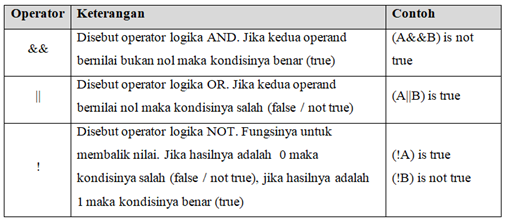 Operator Keterangan Contoh
&& Disebut operator logika AND. Jika kedua operand
bernilai bukan nol maka kondisinya benar (true)
(A&&B) is not
true
|| Disebut operator logika OR. Jika kedua operand
bernilai nol maka kondisinya salah (false / not true)
(A||B) is true
! Disebut operator logika NOT. Fungsinya untuk
membalik nilai. Jika hasilnya adalah 0 maka
kondisinya salah (false / not true), jika hasilnya adalah
1 maka kondisinya benar (true)
(!A) is true
(!B) is not true